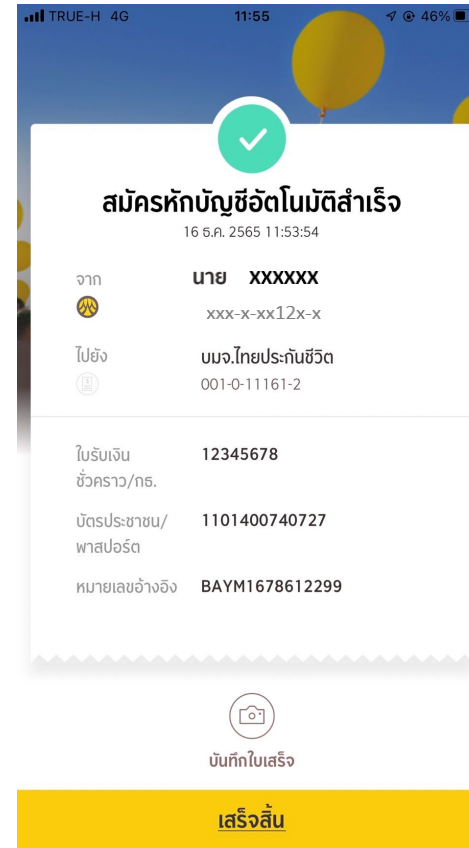 TRUE-H 4G 11:55 46%
สมัครหักบัญชีอัตโนมัติสำเร็จ
16 ธ.ค. 2565 11:53:54
จาก นาย XXXXXX
xxx-x-xx12x-x
ไปยัง บมจ.ไทยประกันชีวิต
001-0-11161-2
ใบรับเงิน 12345678
ชั่วคราว/กธ.
บัตรประชาชน/ 1101400740727
พาสปอร์ต
หมายเลขอ้างอิง BAYM1678612299
บันทึกใบเสร็จ
เสร็จสิ้น